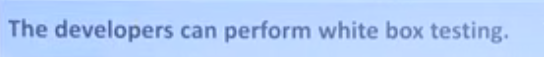 The developers can perform white box testing.